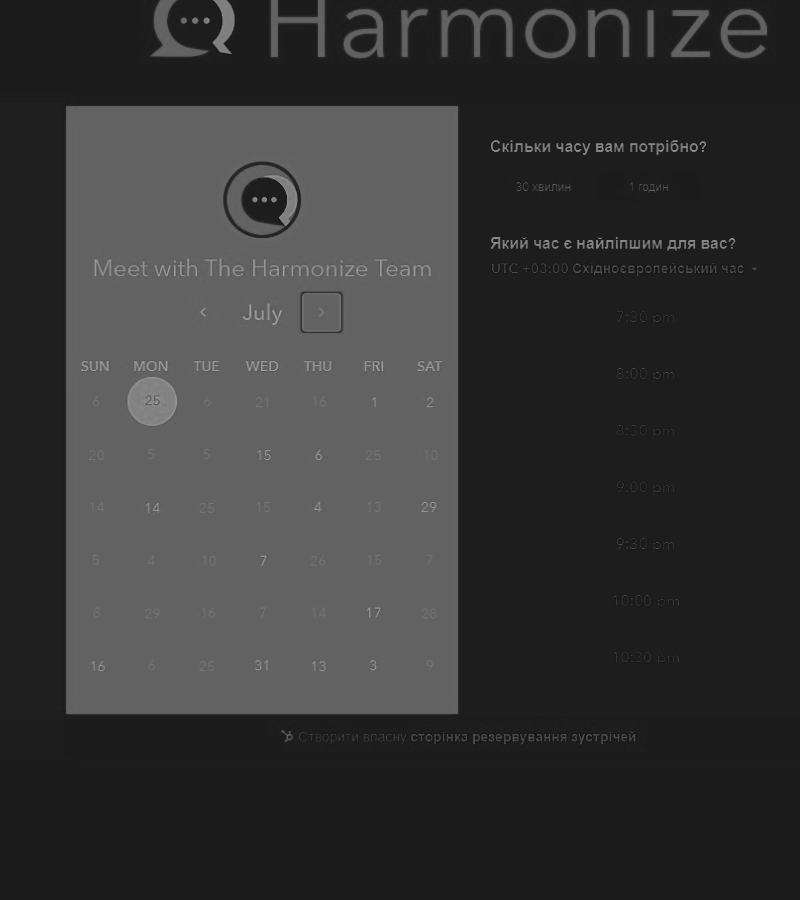 Harmonize
Meet with The Harmonize Team
July
SUN MON TUE WED THU FRI SAT
6 25 6 21 16 1 2
20 5 5 15 6 25 10
14 14 25 15 4 13 29
5 4 10 7 26 15 7
8 29 16 7 14 17 28
16 6 25 31 13 3 9
Скільки часу вам потрібно?
30 хвилин 1 годин
Який час є найліпшим для вас?
UTC +03:00 Східноєвропейський час
7:30 pm
8:00 pm
8:30 pm
9:00 pm
9:30 pm
10:00 pm
10:30 pm
Створити власну сторінка резервування зустрічей